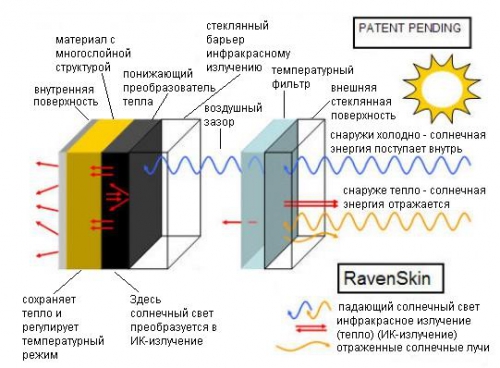 PATENT PENDING
стеклянный
барьер
инфракрасному
излучению
материал с
многослойной
структурой
понижающий
преобразователь
тепла
температурный
фильтр
внутренняя
поверхность
воздушный
зазор
внешняя
стеклянная
поверхность
снаружи холодно - солнечная
энергия поступает внутрь
снаруже тепло - солнечная
энергия отражается
RavenSkin
сохраняет
тепло и
регулирует
температурный
режим
Здесь
солнечный свет
преобразуется в
ИК-излучение
падающий солнечный свет
инфракрасное излучение
(тепло) (ИК-излучение)
отраженные солнечные лучи